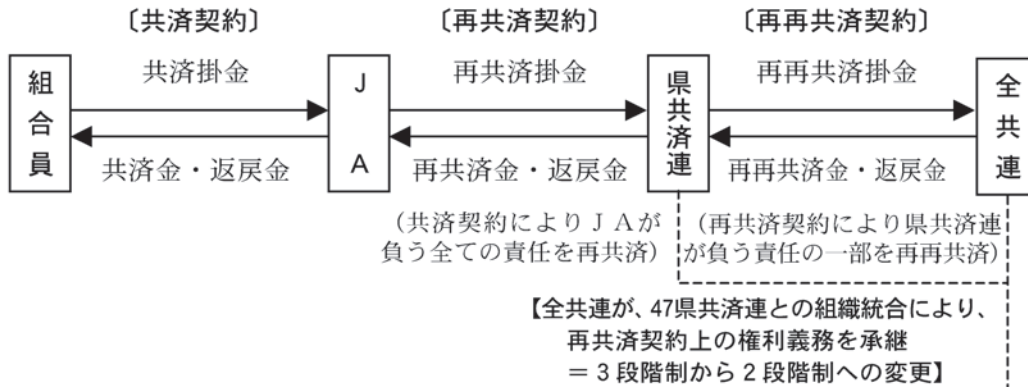 〔共済契約〕　〔再共済契約〕　〔再再共済契約〕
共済掛金　再共済掛金　再再共済掛金
組合員　ＪＡ　県共済連　全共連
共済金・返戻金　再共済金・返戻金　再再共済金・返戻金
（共済契約によりＪＡが
負う全ての責任を再共済）
（再共済契約により県共済連
が負う責任の一部を再再共済）
【全共連が、47県共済連との組織統合により、
再共済契約上の権利義務を承継
＝３段階制から２段階制への変更】